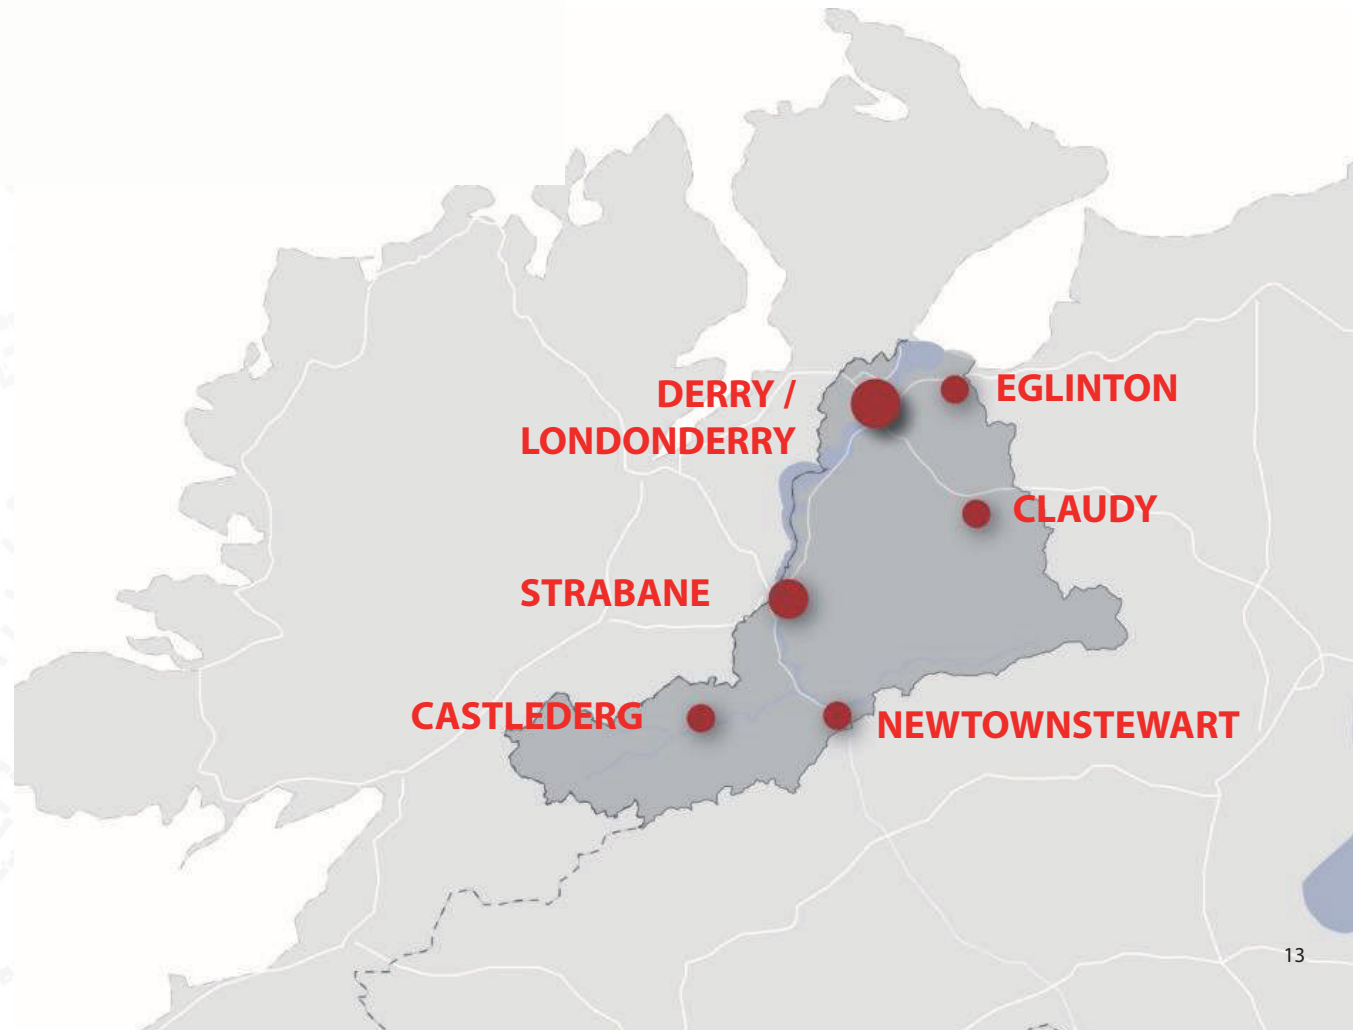 DERRY /
LONDONDERRY
EGLINTON
CLAUDY
STRABANE
CASTLEDERG
NEWTOWNSTEWART
13